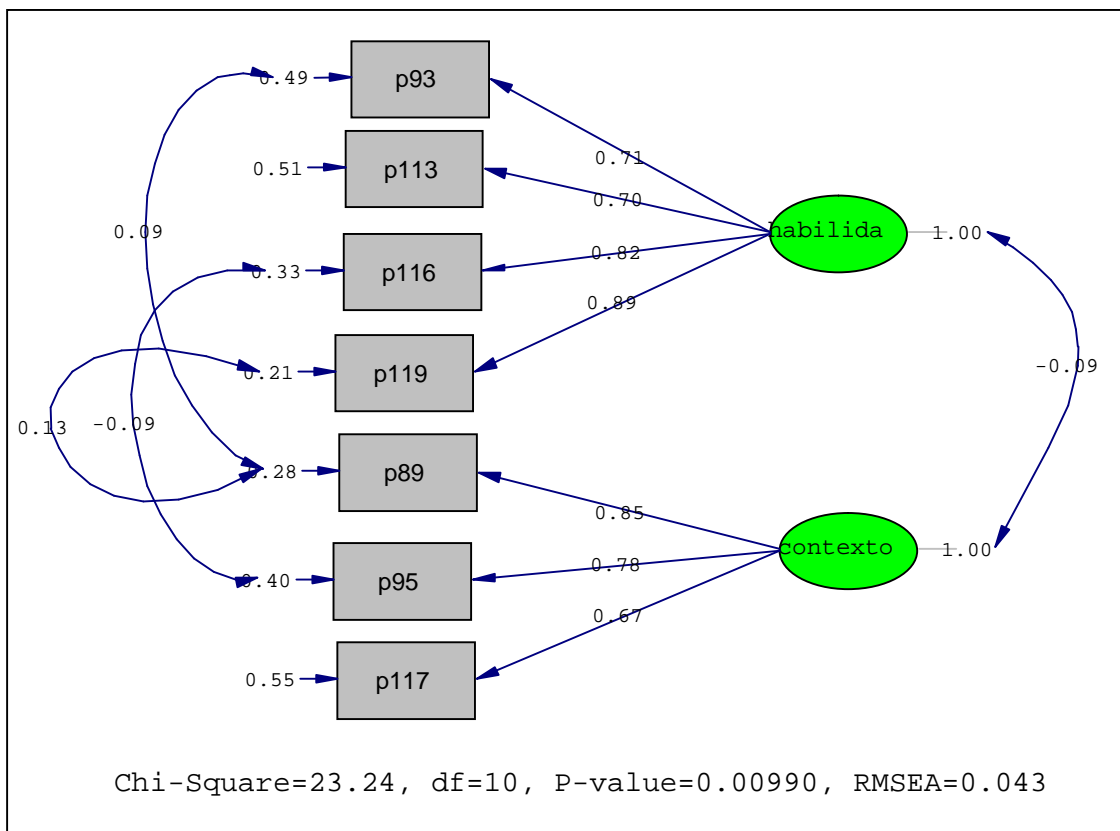 0.49 p93
0.71
0.51 p113
0.70
0.09 habilida 1.00
0.82
0.33 p116
0.89
0.21 p119
-0.09
0.13 -0.09
0.28 p89
0.85
contexto 1.00
0.78
0.40 p95
0.67
0.55 p117
Chi-Square=23.24, df=10, P-value=0.00990, RMSEA=0.043